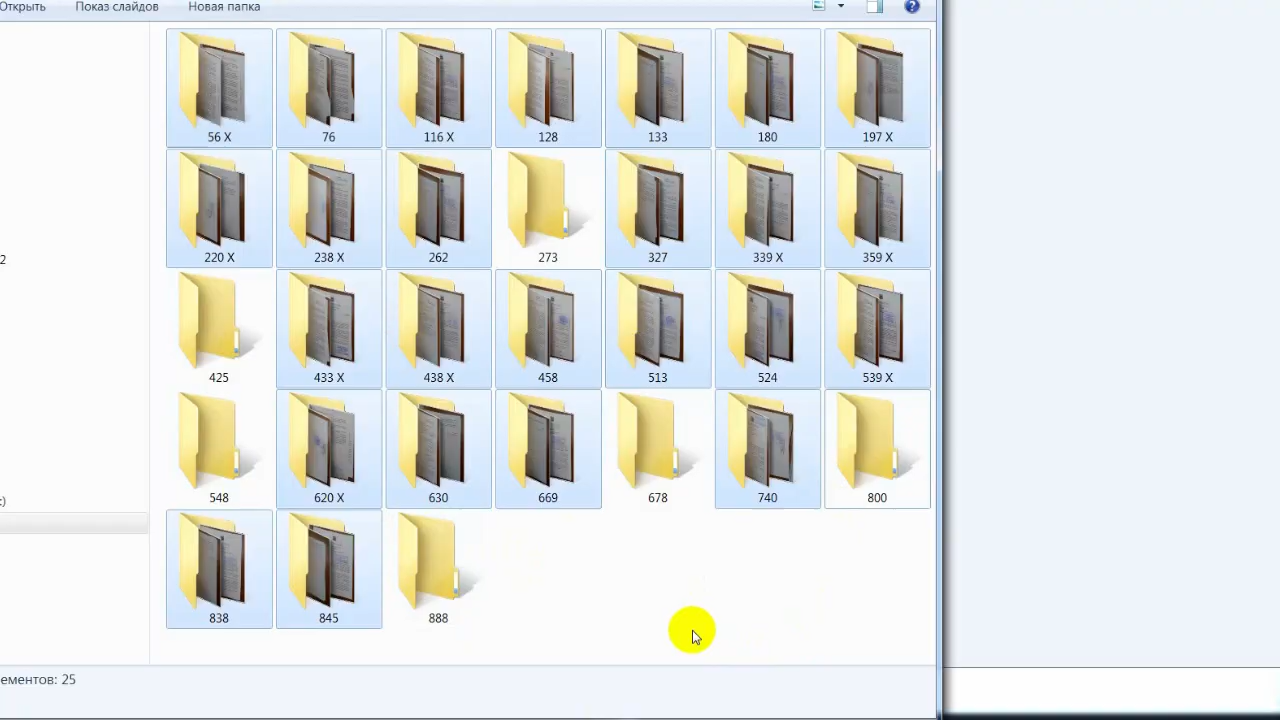 Открыть Показ слайдов Новая папка
56 X 76 116 X 128 133 180 197 X
220 X 238 X 262 273 327 339 X 359 X
2
425 433 X 438 X 458 513 524 539 X
548 620 X 630 669 678 740 800
:)
838 845 888
ементов: 25